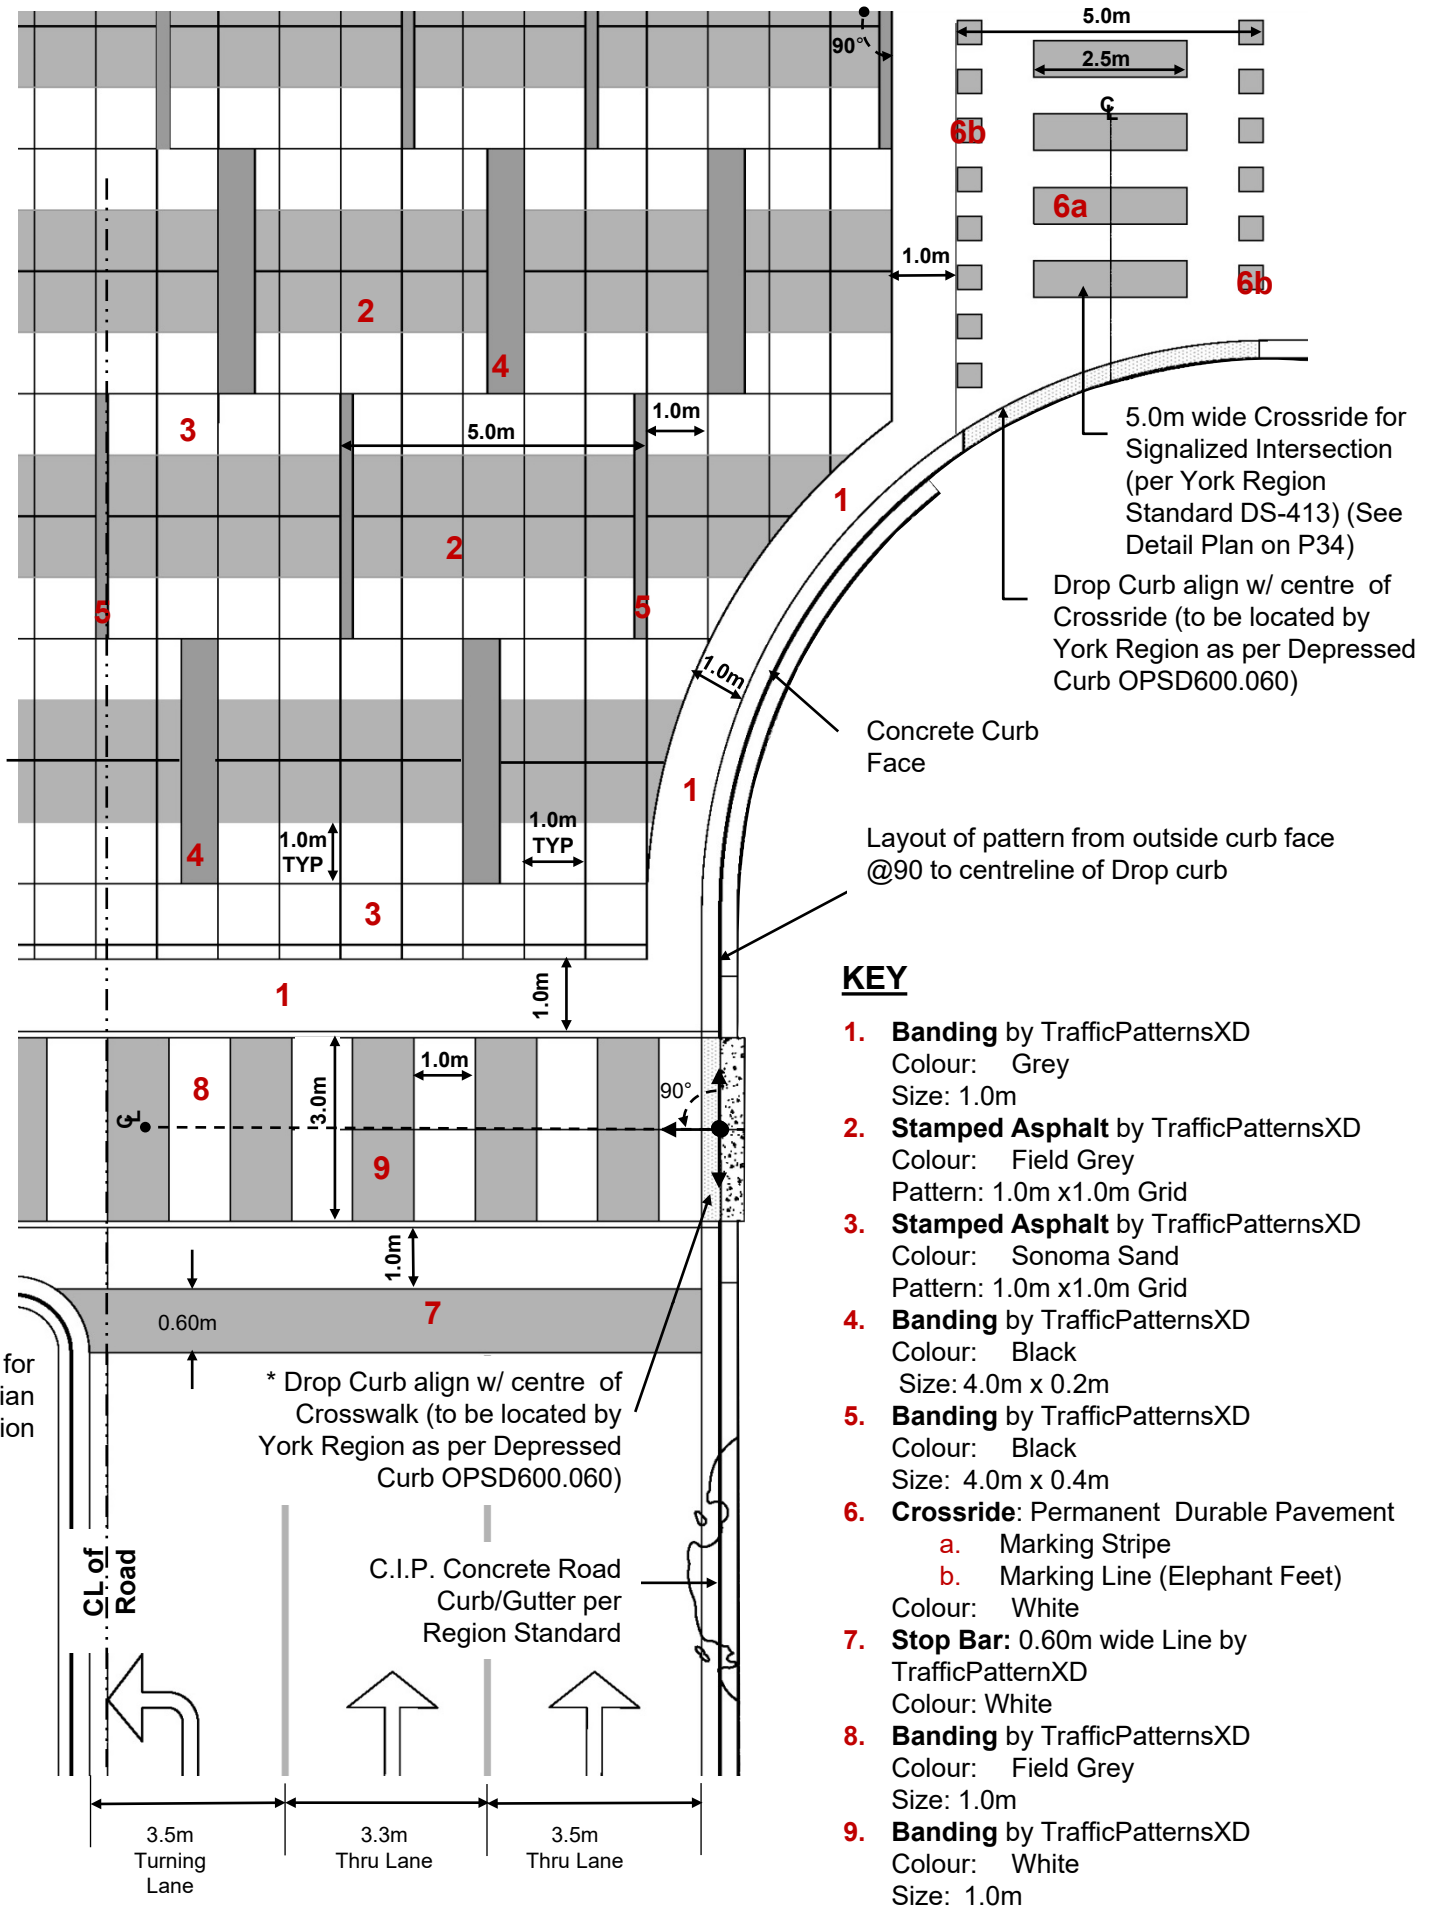 5.0m
90°
2.5m
CL
6b
6a
1.0m
6b
2
4
3
5.0m
1.0m
1
2
5
5
5.0m wide Crossride for
Signalized Intersection
(per York Region
Standard DS-413) (See
Detail Plan on P34)
Drop Curb align w/ centre of
Crossride (to be located by
York Region as per Depressed
Curb OPSD600.060)
1.0m
Concrete Curb
Face
1
1.0m
TYP
1.0m
TYP
4
3
Layout of pattern from outside curb face
@90 to centreline of Drop curb
1
1.0m
8
3.0m
1.0m
90°
CL
9
1.0m
0.60m
7
for
ian
ion
* Drop Curb align w/ centre of
Crosswalk (to be located by
York Region as per Depressed
Curb OPSD600.060)
CL of
Road
C.I.P. Concrete Road
Curb/Gutter per
Region Standard
3.5m
Turning
Lane
3.3m
Thru Lane
3.5m
Thru Lane
KEY
1. Banding by TrafficPatternsXD
Colour: Grey
Size: 1.0m
2. Stamped Asphalt by TrafficPatternsXD
Colour: Field Grey
Pattern: 1.0m x1.0m Grid
3. Stamped Asphalt by TrafficPatternsXD
Colour: Sonoma Sand
Pattern: 1.0m x1.0m Grid
4. Banding by TrafficPatternsXD
Colour: Black
Size: 4.0m x 0.2m
5. Banding by TrafficPatternsXD
Colour: Black
Size: 4.0m x 0.4m
6. Crossride: Permanent Durable Pavement
a. Marking Stripe
b. Marking Line (Elephant Feet)
Colour: White
7. Stop Bar: 0.60m wide Line by
TrafficPatternXD
Colour: White
8. Banding by TrafficPatternsXD
Colour: Field Grey
Size: 1.0m
9. Banding by TrafficPatternsXD
Colour: White
Size: 1.0m